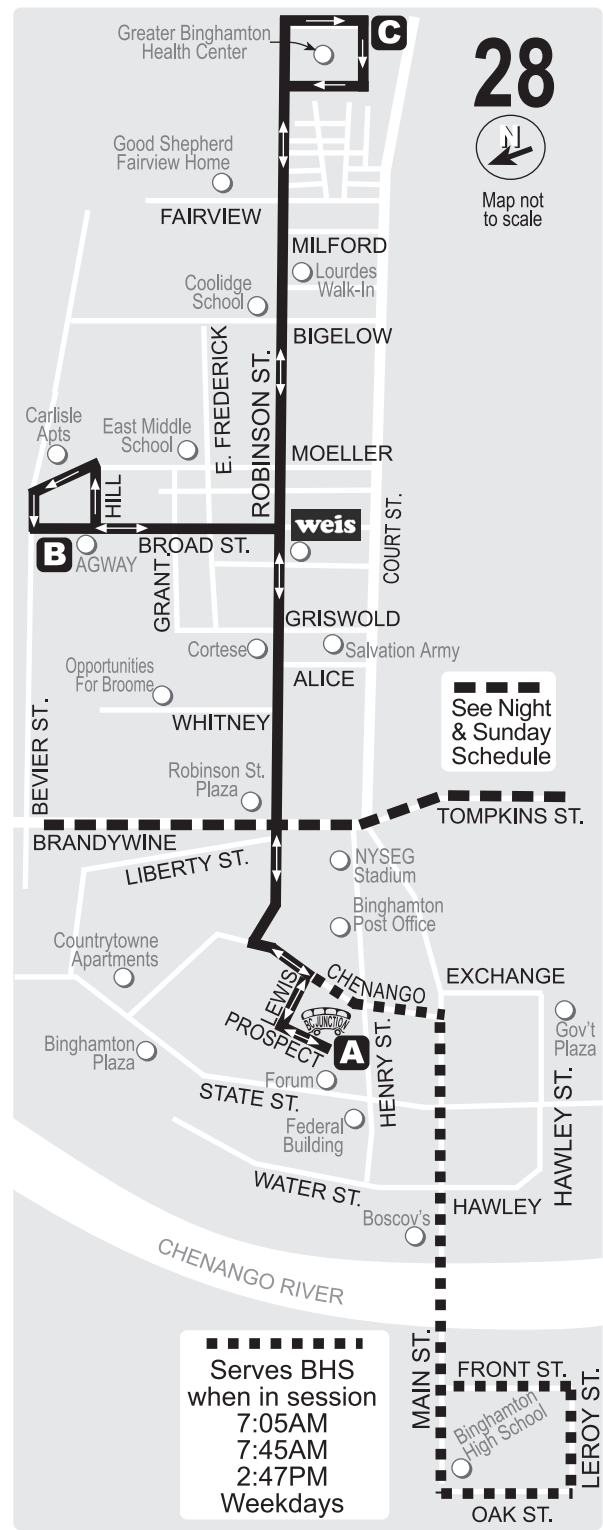 Greater Binghamton
Health Center
C
28
N
Map not
to scale
Good Shepherd
Fairview Home
FAIRVIEW
MILFORD
Lourdes
Walk-In
Coolidge
School
BIGELOW
E. FREDERICK
ROBINSON ST.
Carlisle
Apts
East Middle
School
MOELLER
HILL
weis
COURT ST.
B
AGWAY
BROAD ST.
GRANT
GRISWOLD
Cortese
Salvation Army
Opportunities
For Broome
ALICE
WHITNEY
BEVIER ST.
See Night
& Sunday
Schedule
Robinson St.
Plaza
TOMPKINS ST.
BRANDYWINE
LIBERTY ST.
NYSEG
Stadium
Binghamton
Post Office
Countrytowne
Apartments
CHENANGO
EXCHANGE
LEWIS
BC JUNCTION
PROSPECT
A
HENRY ST.
Gov't
Plaza
Binghamton
Plaza
Forum
STATE ST.
Federal
Building
HAWLEY ST.
WATER ST.
HAWLEY
Boscov's
CHENANGO RIVER
MAIN ST.
Serves BHS
when in session
7:05AM
7:45AM
2:47PM
Weekdays
FRONT ST.
Binghamton
High School
LEROY ST.
OAK ST.